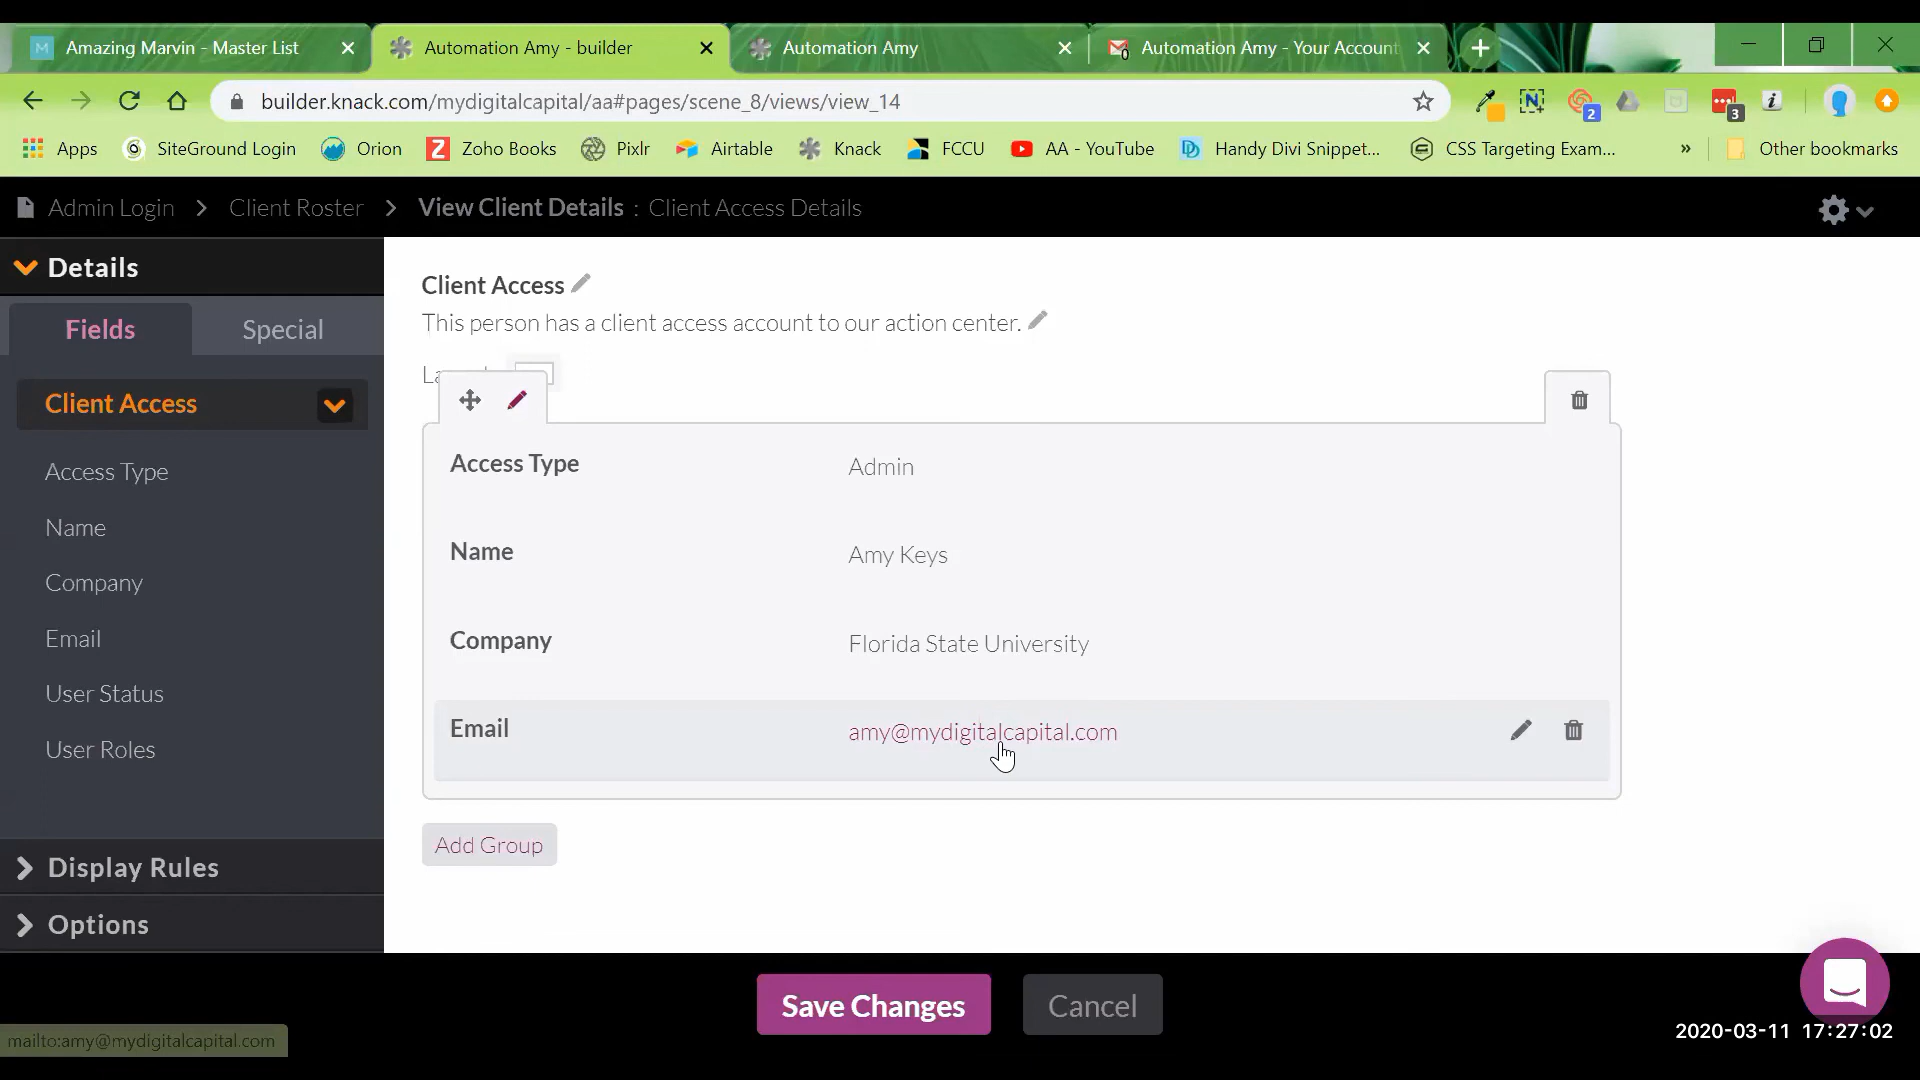 Amazing Marvin - Master List
Automation Amy - builder
Automation Amy
Automation Amy - Your Account
builder.knack.com/mydigitalcapital/aa#pages/scene_8/views/view_14
2
3
Apps
SiteGround Login
Orion
Zoho Books
Pixlr
Airtable
Knack
FCCU
AA - YouTube
Handy Divi Snippet...
CSS Targeting Exam...
»
Other bookmarks
Admin Login > Client Roster > View Client Details : Client Access Details
Details
Fields
Special
Client Access
Access Type
Name
Company
Email
User Status
User Roles
Display Rules
Options
Client Access
This person has a client access account to our action center.
Access Type Admin
Name Amy Keys
Company Florida State University
Email amy@mydigitalcapital.com
Add Group
Save Changes
Cancel
mailto:amy@mydigitalcapital.com
2020-03-11 17:27:02